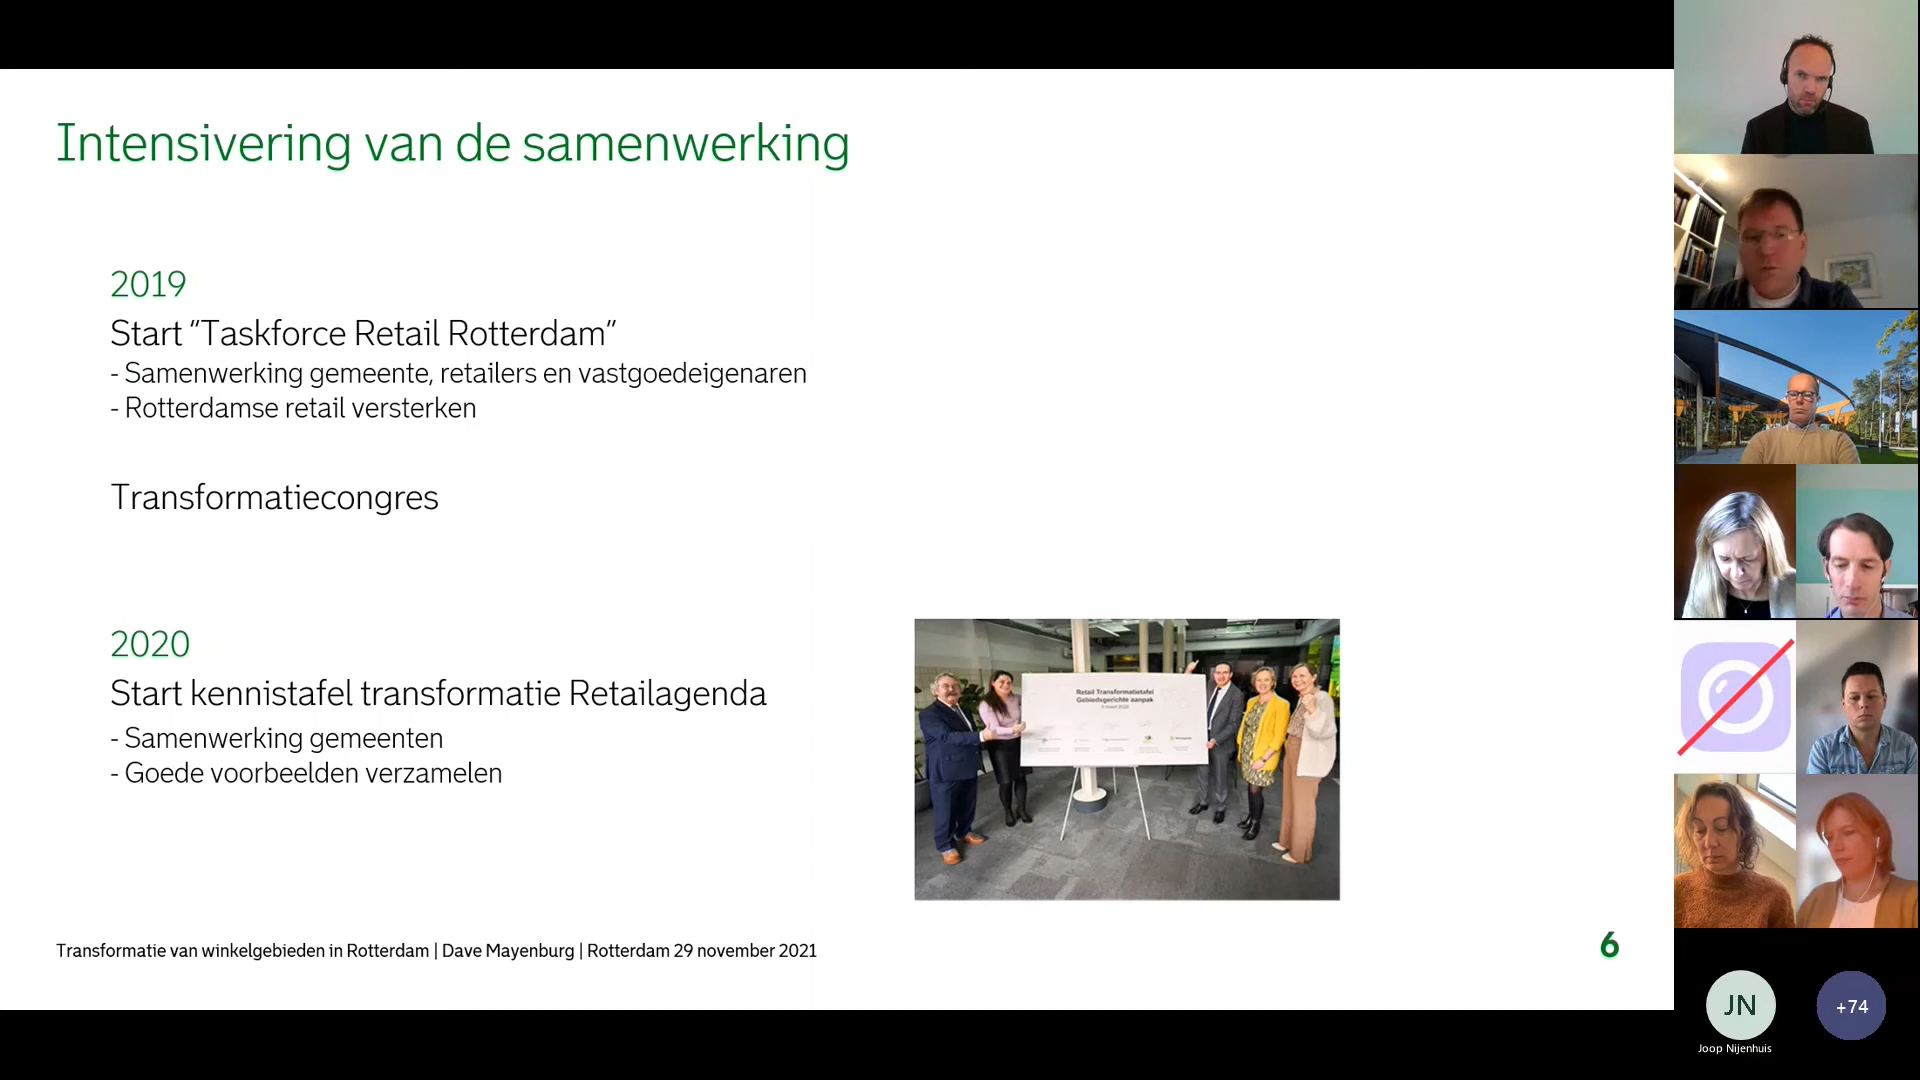 Intensivering van de samenwerking
2019
Start “Taskforce Retail Rotterdam”
- Samenwerking gemeente, retailers en vastgoedeigenaren
- Rotterdamse retail versterken
Transformatiecongres
2020
Start kennistafel transformatie Retailagenda
- Samenwerking gemeenten
- Goede voorbeelden verzamelen
Retail Transformatietafel
Gebiedsgerichte aanpak
Transformatie van winkelgebieden in Rotterdam | Dave Mayenburg | Rotterdam 29 november 2021
6
JN
+74
Joop Nijenhuis